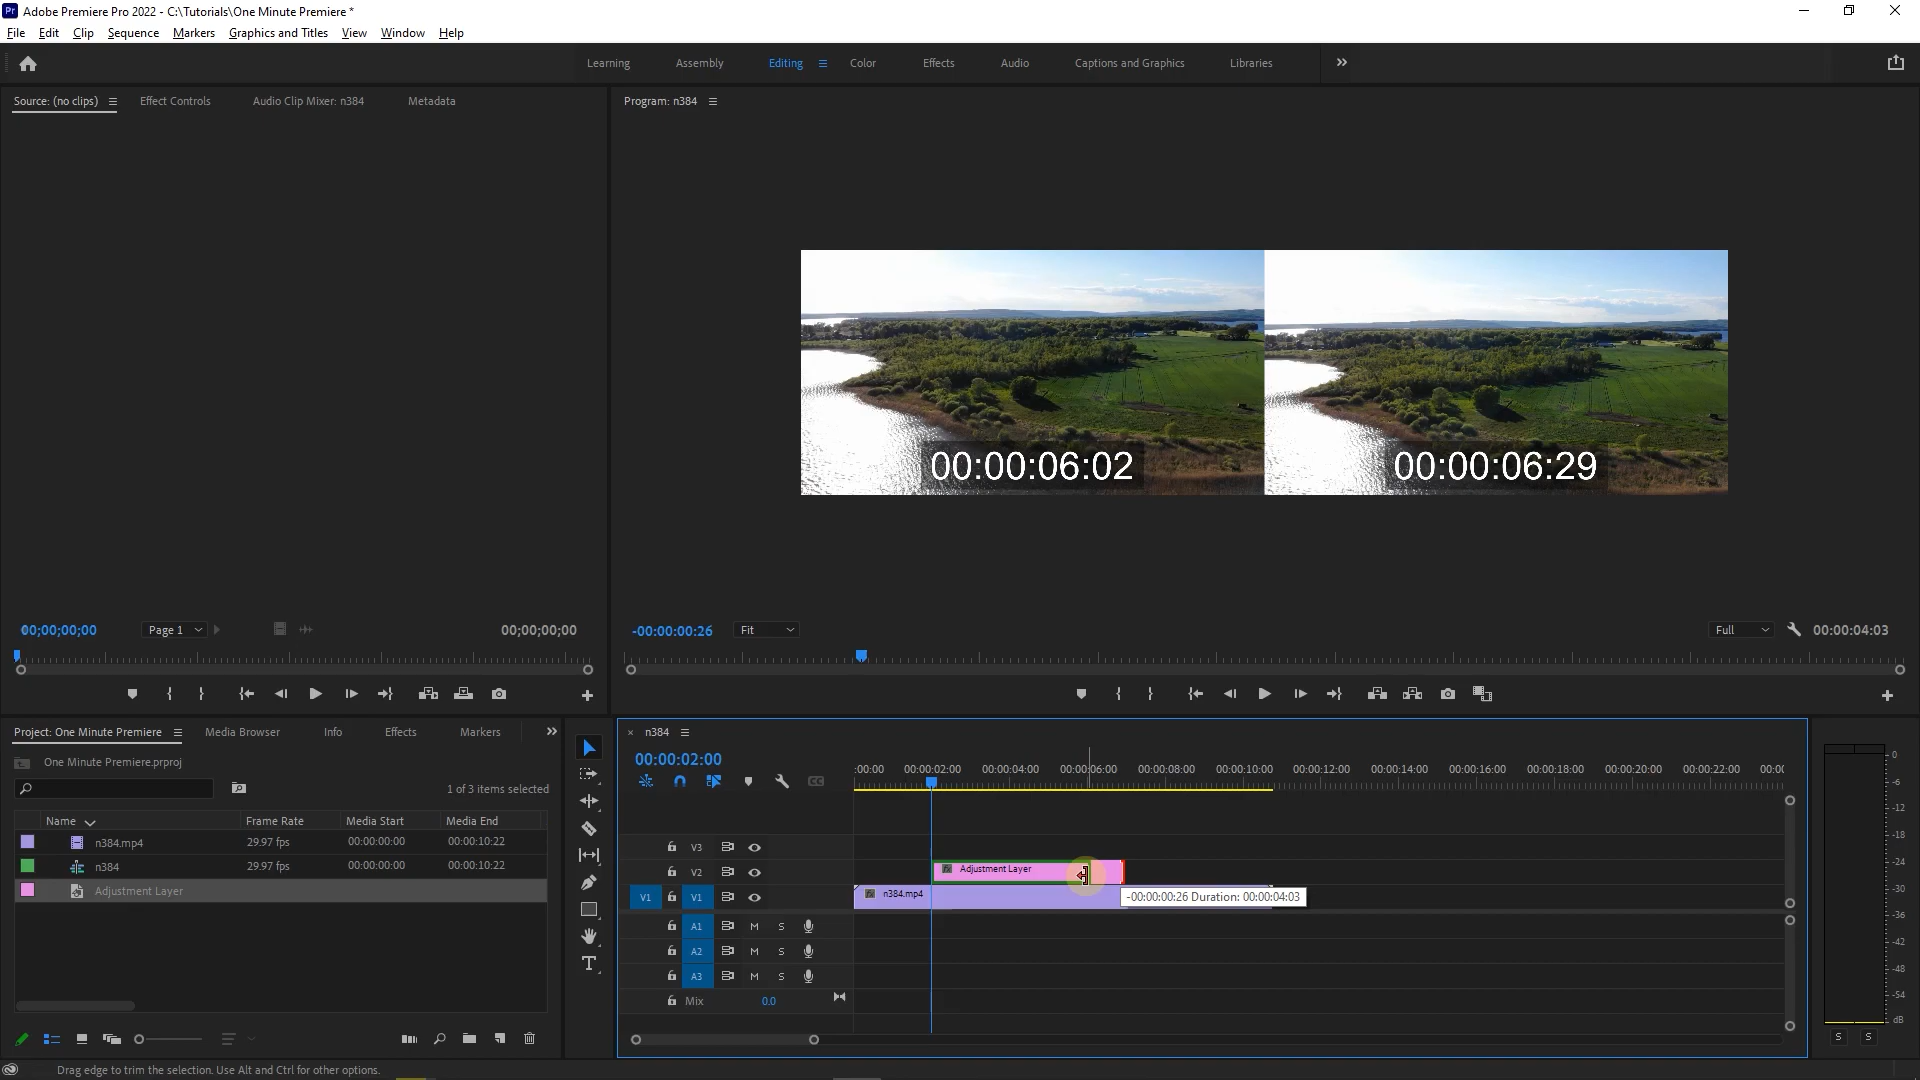 Pr Adobe Premiere Pro 2022 - C:\Tutorials\One Minute Premiere *
File Edit Clip Sequence Markers Graphics and Titles View Window Help
Learning Assembly Editing Color Effects Audio Captions and Graphics Libraries
Source: (no clips) Effect Controls Audio Clip Mixer: n384 Metadata
Program: n384
00:00:06:02 00:00:06:29
00;00;00;00 Page 1 00;00;00;00
-00:00:00:26 Fit Full 00:00:04:03
Project: One Minute Premiere Media Browser Info Effects Markers
One Minute Premiere.prproj
1 of 3 items selected
Name Frame Rate Media Start Media End
n384.mp4 29.97 fps 00:00:00:00 00:00:10:22
n384 29.97 fps 00:00:00:00 00:00:10:22
Adjustment Layer
n384
00:00:02:00
:00:00 00:00:02:00 00:00:04:00 00:00:06:00 00:00:08:00 00:00:10:00 00:00:12:00 00:00:14:00 00:00:16:00 00:00:18:00 00:00:20:00 00:00:22:00 00:00
CC
V3
V2 Adjustment Layer
V1 V1 n384.mp4
-00:00:00:26 Duration: 00:00:04:03
A1 M S
A2 M S
A3 M S
Mix 0.0
0
-6
-12
-18
-24
-30
-36
-42
-48
-54
dB
S S
Drag edge to trim the selection. Use Alt and Ctrl for other options.